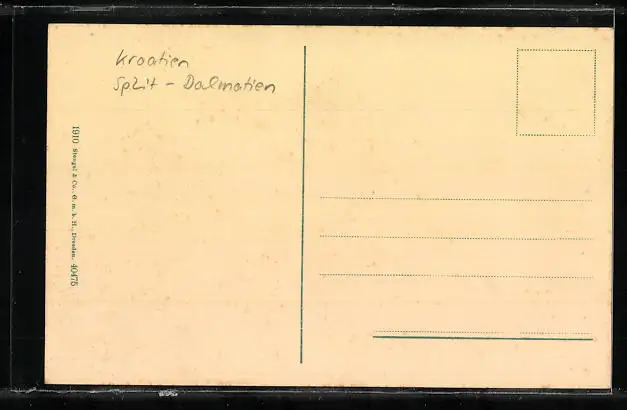 Kroatien
Split - Dalmatien
1910 Stengel & Co., G. m. b. H., Dresden. 40475